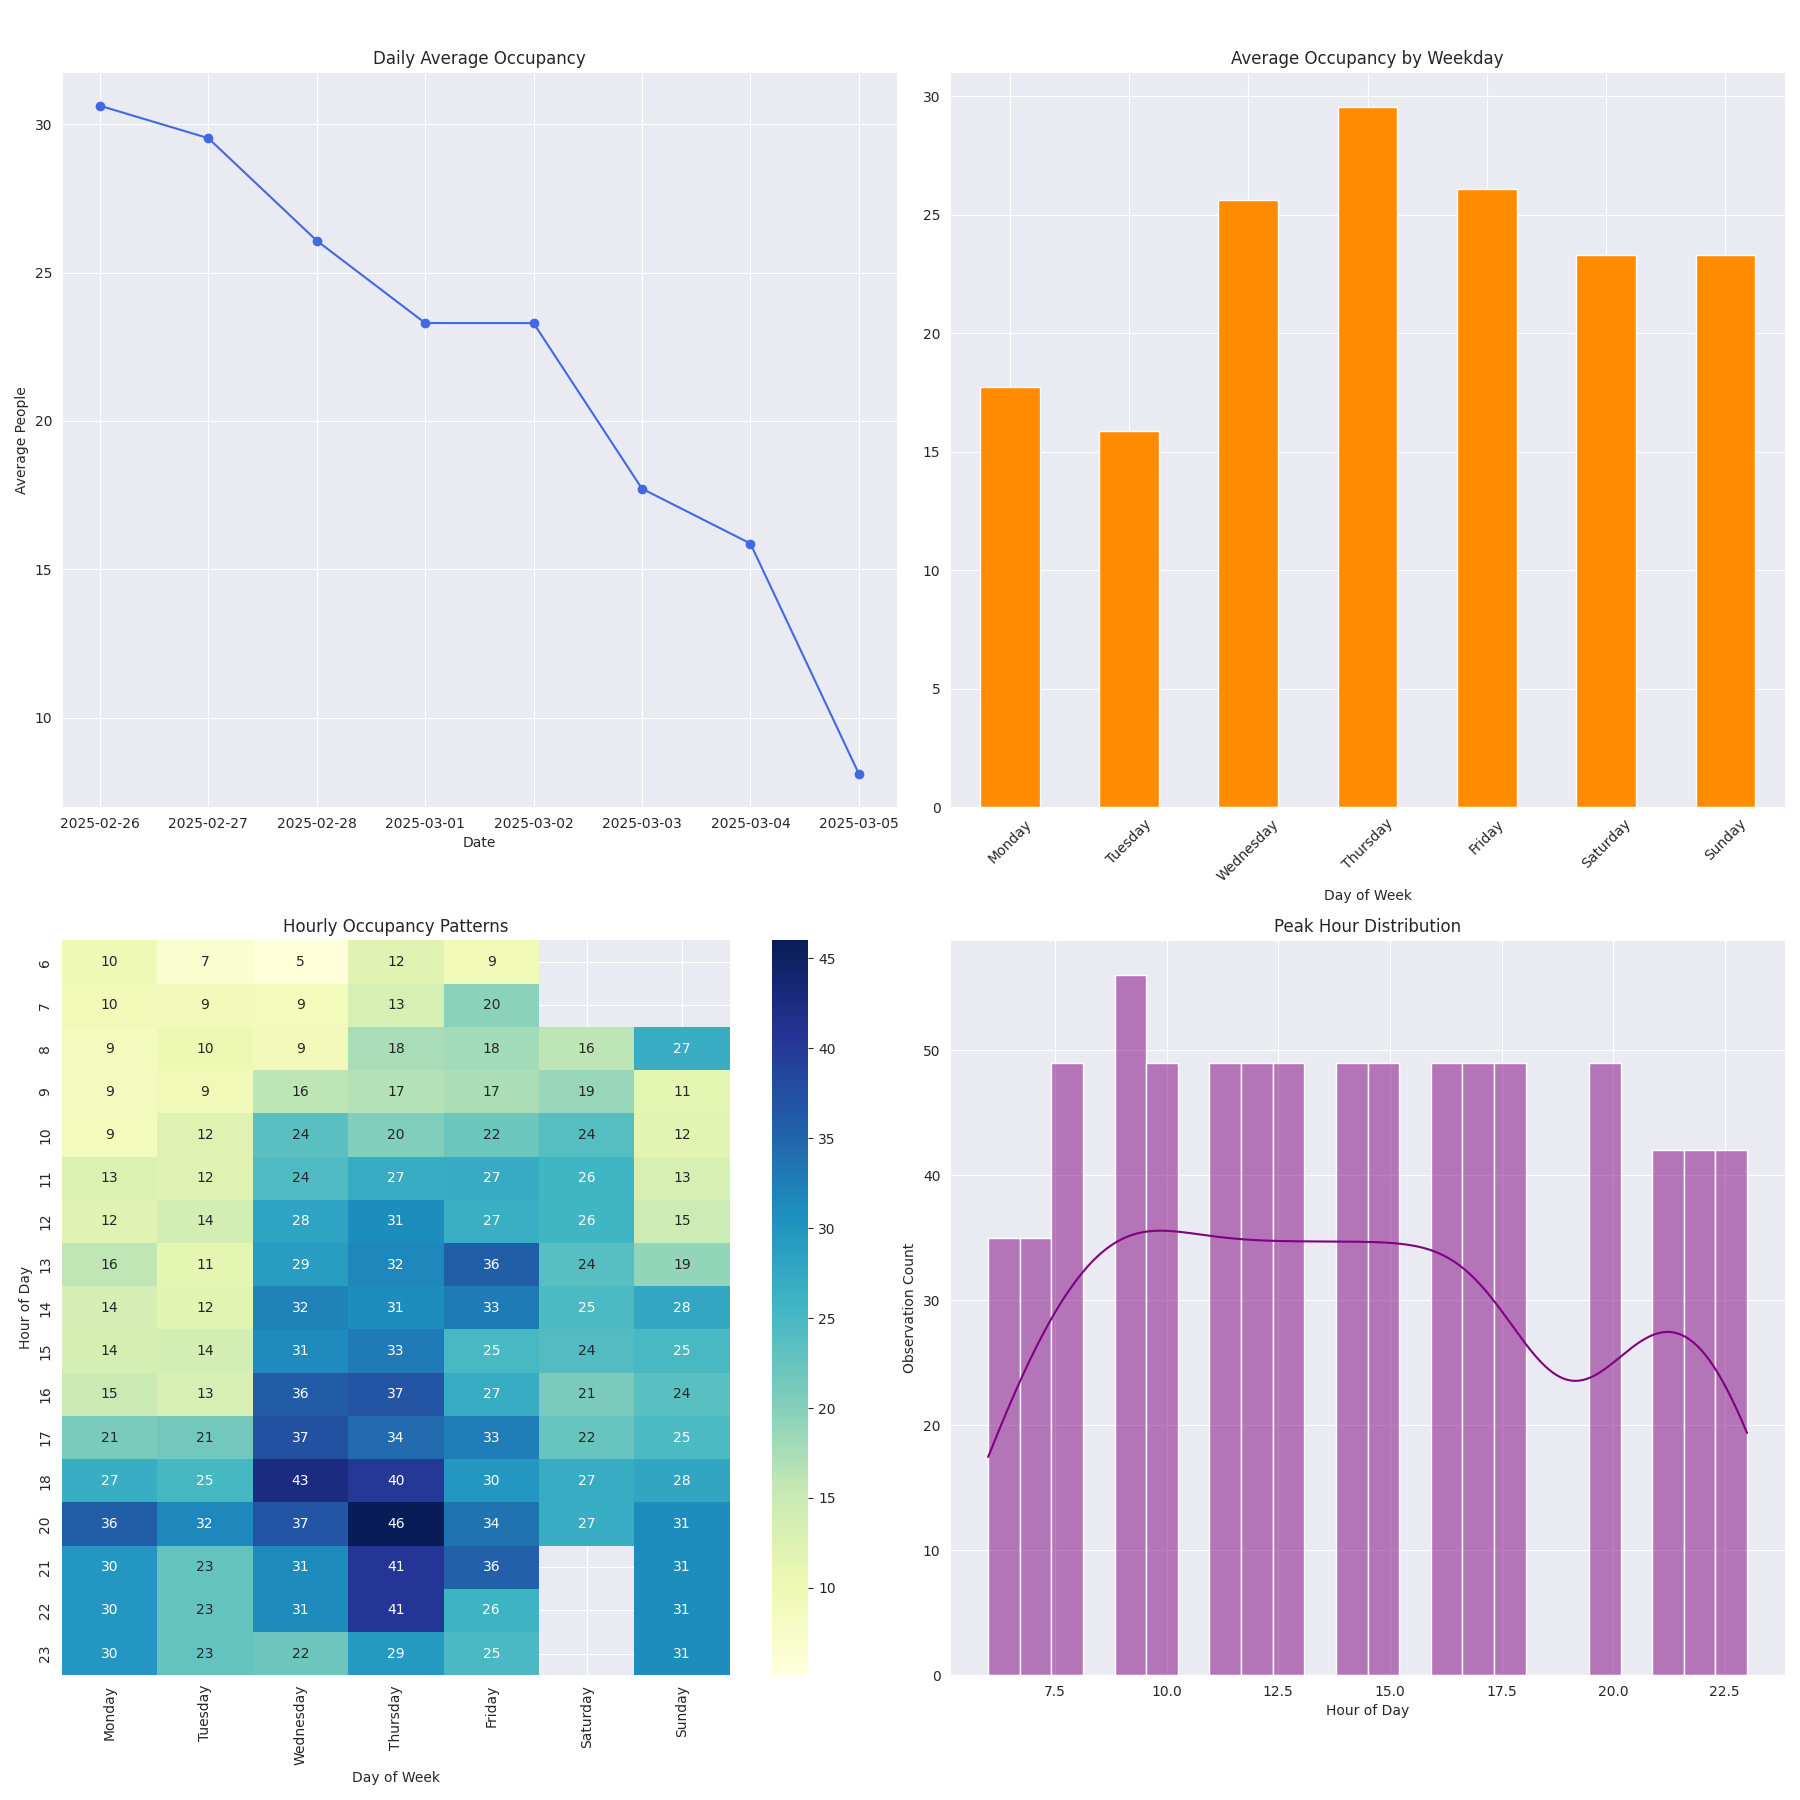 Daily Average Occupancy
Average People
30
25
20
15
10
2025-02-26 2025-02-27 2025-02-28 2025-03-01 2025-03-02 2025-03-03 2025-03-04 2025-03-05
Date
Average Occupancy by Weekday
30
25
20
15
10
5
0
Monday Tuesday Wednesday Thursday Friday Saturday Sunday
Day of Week
Hourly Occupancy Patterns
Hour of Day
6 10 7 5 12 9
7 10 9 9 13 20
8 9 10 9 18 18 16 27
9 9 9 16 17 17 19 11
10 9 12 24 20 22 24 12
11 13 12 24 27 27 26 13
12 12 14 28 31 27 26 15
13 16 11 29 32 36 24 19
14 14 12 32 31 33 25 28
15 14 14 31 33 25 24 25
16 15 13 36 37 27 21 24
17 21 21 37 34 33 22 25
18 27 25 43 40 30 27 28
20 36 32 37 46 34 27 31
21 30 23 31 41 36 31
22 30 23 31 41 26 31
23 30 23 22 29 25 31
Monday Tuesday Wednesday Thursday Friday Saturday Sunday
Day of Week
45
40
35
30
25
20
15
10
Peak Hour Distribution
Observation Count
50
40
30
20
10
0
7.5 10.0 12.5 15.0 17.5 20.0 22.5
Hour of Day